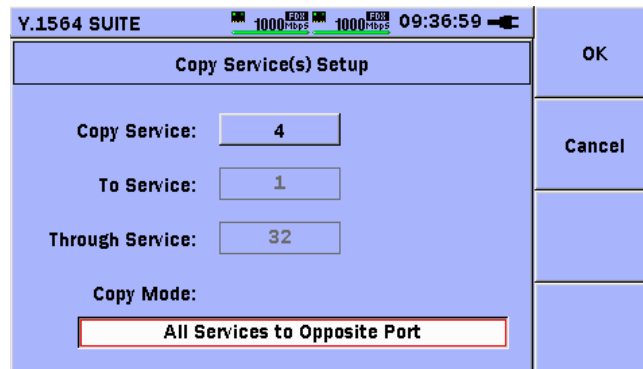 Y.1564 SUITE
1000 FDX Mbps 1000 FDX Mbps 09:36:59
Copy Service(s) Setup
OK
Copy Service: 4
Cancel
To Service: 1
Through Service: 32
Copy Mode:
All Services to Opposite Port